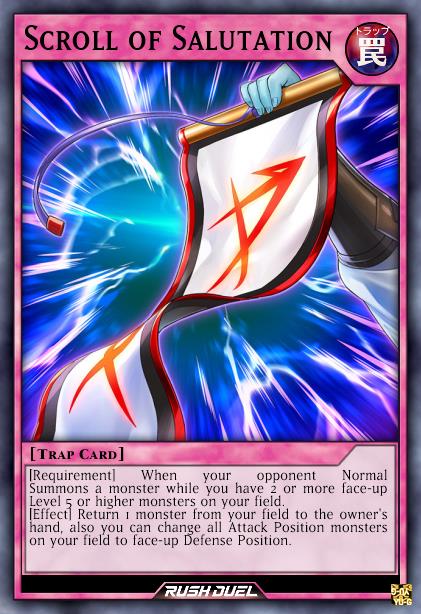 Scroll of Salutation
トラップ
罠
[Trap Card]
[Requirement] When your opponent Normal
Summons a monster while you have 2 or more face-up
Level 5 or higher monsters on your field.
[Effect] Return 1 monster from your field to the owner's
hand, also you can change all Attack Position monsters
on your field to face-up Defense Position.
RUSH DUEL